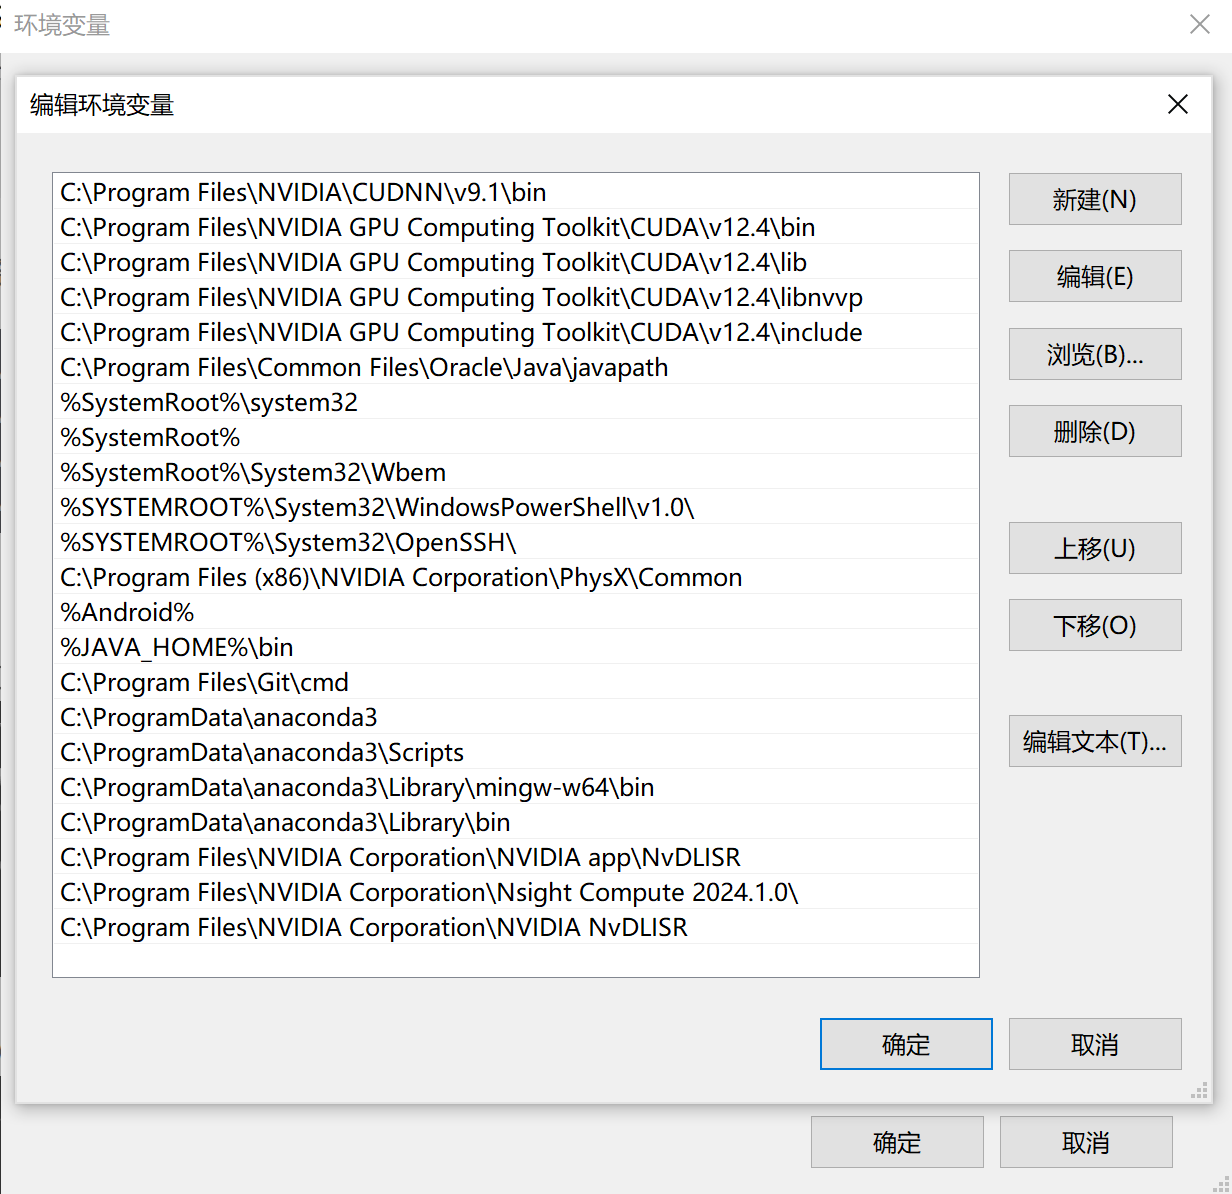 环境变量
编辑环境变量
C:\Program Files\NVIDIA\CUDNN\v9.1\bin
C:\Program Files\NVIDIA GPU Computing Toolkit\CUDA\v12.4\bin
C:\Program Files\NVIDIA GPU Computing Toolkit\CUDA\v12.4\lib
C:\Program Files\NVIDIA GPU Computing Toolkit\CUDA\v12.4\libnvvp
C:\Program Files\NVIDIA GPU Computing Toolkit\CUDA\v12.4\include
C:\Program Files\Common Files\Oracle\Java\javapath
%SystemRoot%\system32
%SystemRoot%
%SystemRoot%\System32\Wbem
%SYSTEMROOT%\System32\WindowsPowerShell\v1.0\
%SYSTEMROOT%\System32\OpenSSH\
C:\Program Files (x86)\NVIDIA Corporation\PhysX\Common
%Android%
%JAVA_HOME%\bin
C:\Program Files\Git\cmd
C:\ProgramData\anaconda3
C:\ProgramData\anaconda3\Scripts
C:\ProgramData\anaconda3\Library\mingw-w64\bin
C:\ProgramData\anaconda3\Library\bin
C:\Program Files\NVIDIA Corporation\NVIDIA app\NvDLISR
C:\Program Files\NVIDIA Corporation\Nsight Compute 2024.1.0\
C:\Program Files\NVIDIA Corporation\NVIDIA NvDLISR
新建(N)
编辑(E)
浏览(B)...
删除(D)
上移(U)
下移(O)
编辑文本(T)...
确定
取消
确定
取消